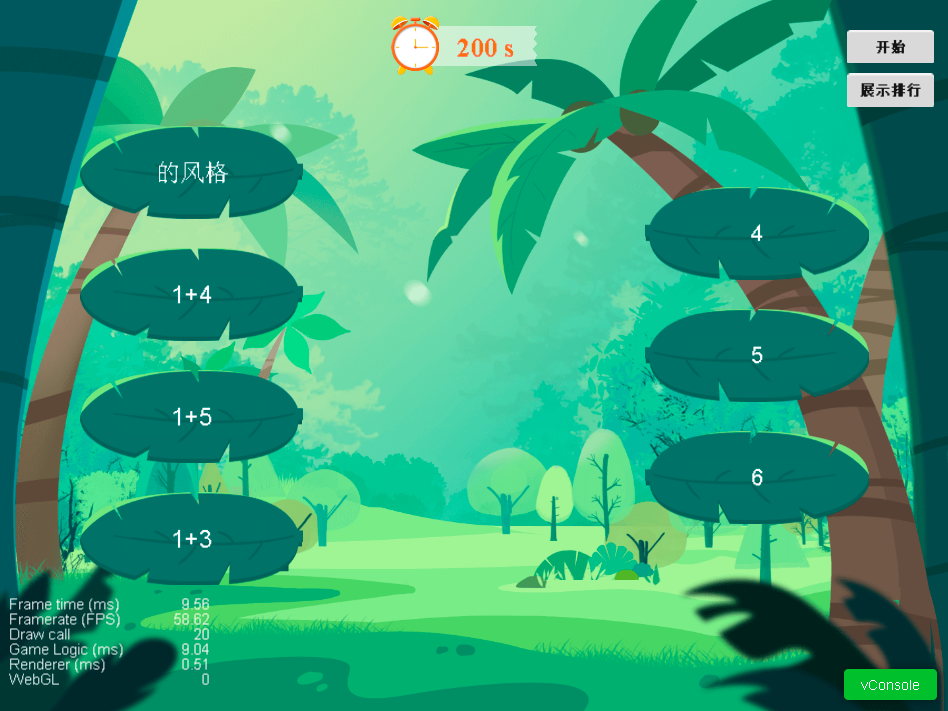 200 s
开始
展示排行
的风格
1+4
1+5
1+3
4
5
6
Frame time (ms) 9.56
Framerate (FPS) 58.62
Draw call 20
Game Logic (ms) 9.04
Renderer (ms) 0.51
WebGL 0
vConsole